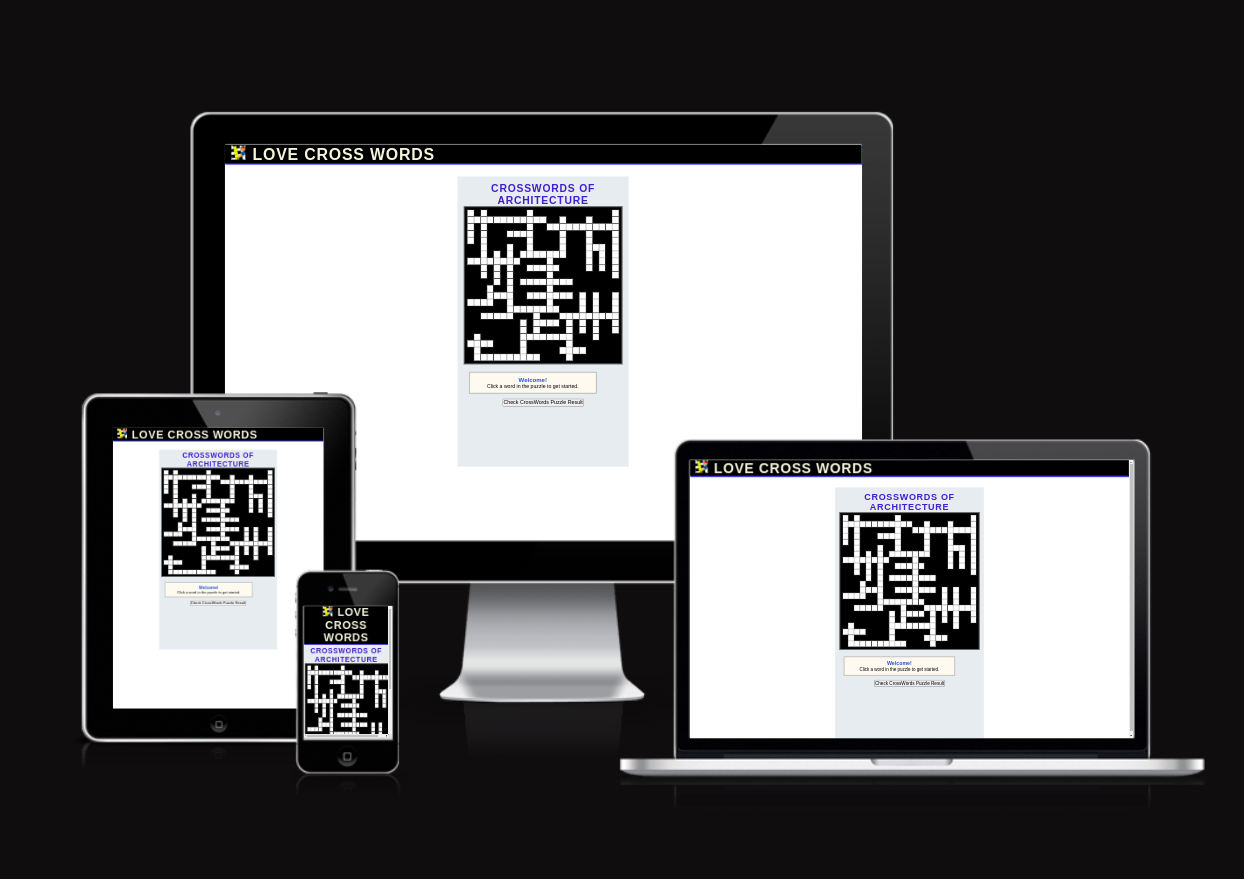 LOVE CROSS WORDS
CROSSWORDS OF
ARCHITECTURE
Welcome!
Click a word in the puzzle to get started.
Check CrossWords Puzzle Result
LOVE CROSS WORDS
CROSSWORDS OF
ARCHITECTURE
Welcome!
Click a word in the puzzle to get started.
Check CrossWords Puzzle Result
LOVE
CROSS
WORDS
CROSSWORDS OF
ARCHITECTURE
LOVE CROSS WORDS
CROSSWORDS OF
ARCHITECTURE
Welcome!
Click a word in the puzzle to get started.
Check CrossWords Puzzle Result